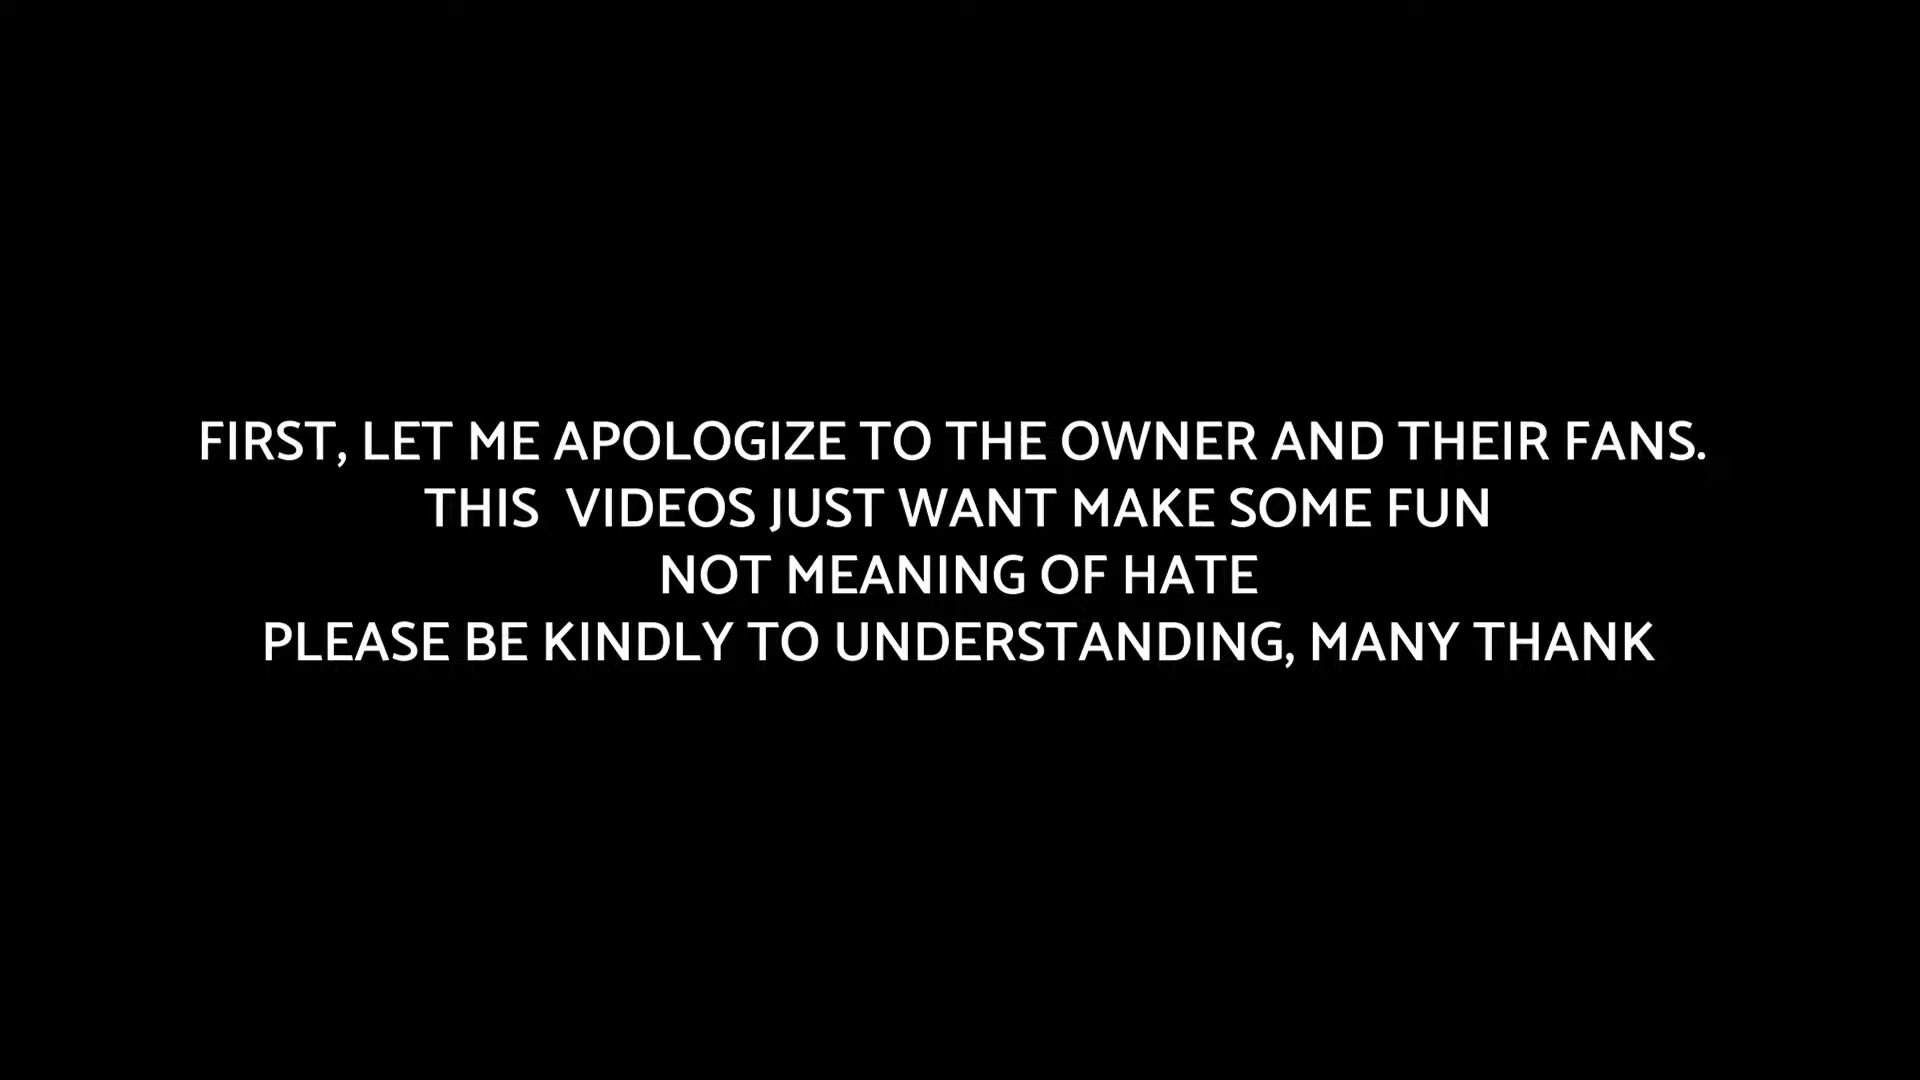 FIRST, LET ME APOLOGIZE TO THE OWNER AND THEIR FANS.
THIS  VIDEOS JUST WANT MAKE SOME FUN
NOT MEANING OF HATE
PLEASE BE KINDLY TO UNDERSTANDING, MANY THANK